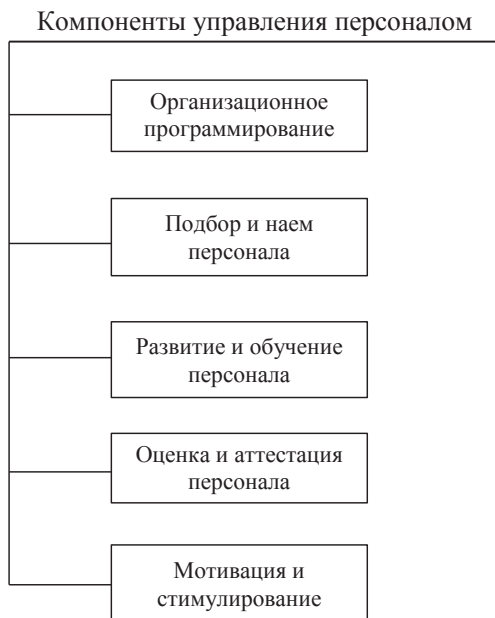 Компоненты управления персоналом
Организационное
программирование
Подбор и наем
персонала
Развитие и обучение
персонала
Оценка и аттестация
персонала
Мотивация и
стимулирование